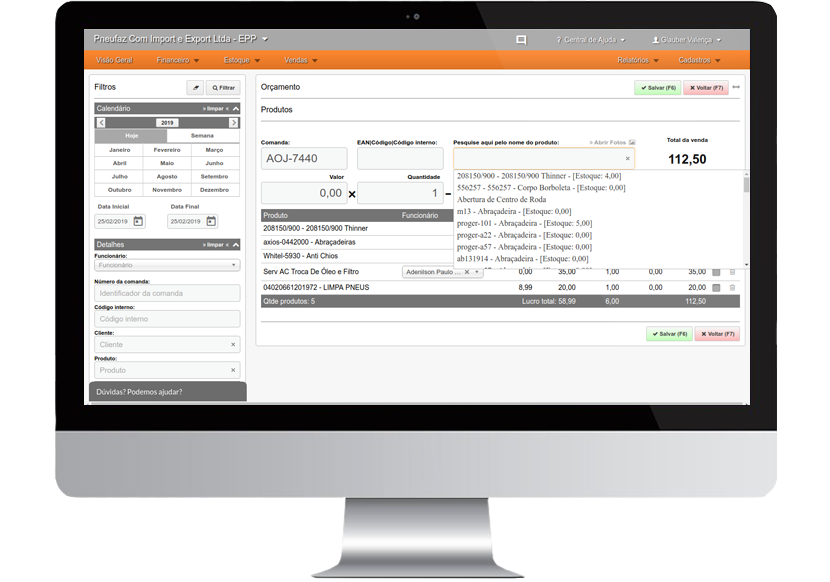 Pneufaz Com Import e Export Ltda - EPP
?. Central de Ajuda
Glauber Valença
Visão Geral
Financeiro
Estoque
Vendas
Relatórios
Cadastros
Filtros
Filtrar
Calendário
» limpar «
2019
Hoje
Semana
Janeiro
Fevereiro
Março
Abril
Maio
Junho
Julho
Agosto
Setembro
Outubro
Novembro
Dezembro
Data Inicial
Data Final
25/02/2019
25/02/2019
Detalhes
» limpar «
Funcionário:
Funcionário
Número da comanda:
Identificador da comanda
Código interno:
Código interno
Cliente:
Cliente
Produto:
Produto
Dúvidas? Podemos ajudar?
Orçamento
Salvar (F6)
Voltar (F7)
Produtos
Comanda:
EAN|Código|Código Interno:
Pesquise aqui pelo nome do produto:
» Abrir Fotos
Total da venda
AOJ-7440
112,50
Valor
Quantidade
0,00 × 1 –
208150/900 - 208150/900 Thinner - [Estoque: 4,00]
556257 - 556257 - Corpo Borboleta - [Estoque: 0,00]
Abertura de Centro de Roda
m13 - Abraçadeira - [Estoque: 0,00]
proger-101 - Abraçadeira - [Estoque: 5,00]
proger-a22 - Abraçadeira - [Estoque: 0,00]
proger-a57 - Abraçadeira - [Estoque: 0,00]
ab131914 - Abraçadeira - [Estoque: 0,00]
Produto
Funcionário
208150/900 - 208150/900 Thinner
axios-0442000 - Abraçadeiras
Whitel-5930 - Anti Chios
Serv AC Troca De Óleo e Filtro
Adenilson Paulo ...
0,00 35,00 1,00 0,00 35,00
04020661201972 - LIMPA PNEUS
8,99 20,00 1,00 0,00 20,00
Qtde produtos: 5
Lucro total: 58,99 6,00 112,50
Salvar (F6)
Voltar (F7)